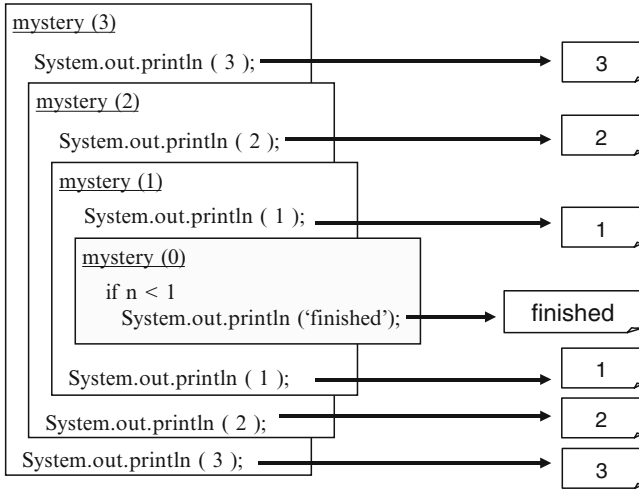 mystery (3)
System.out.println ( 3 );
3
mystery (2)
System.out.println ( 2 );
2
mystery (1)
System.out.println ( 1 );
1
mystery (0)
if n < 1
System.out.println (‘finished’);
finished
System.out.println ( 1 );
1
System.out.println ( 2 );
2
System.out.println ( 3 );
3